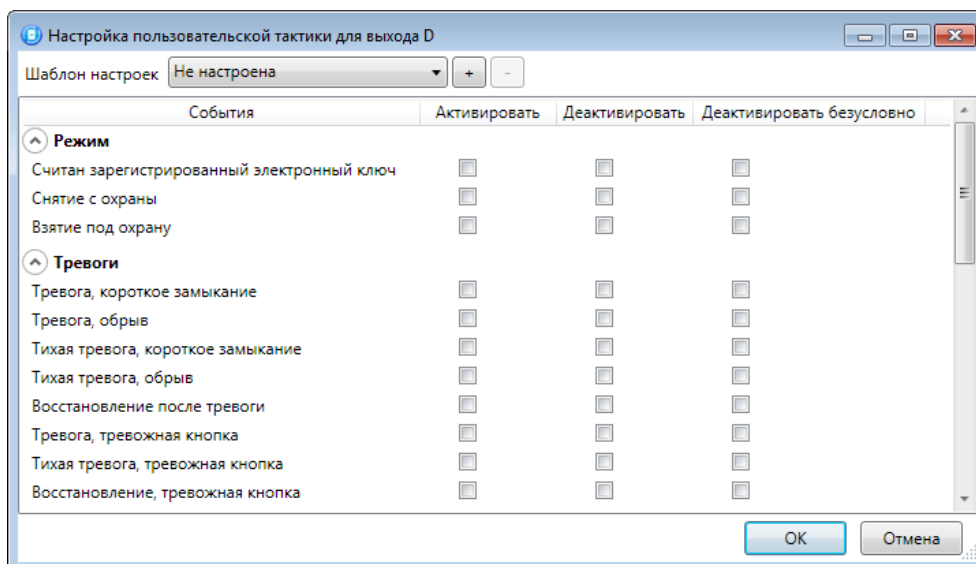 Настройка пользовательской тактики для выхода D
Шаблон настроек Не настроена + -
События Активировать Деактивировать Деактивировать безусловно
Режим
Считан зарегистрированный электронный ключ
Снятие с охраны
Взятие под охрану
Тревоги
Тревога, короткое замыкание
Тревога, обрыв
Тихая тревога, короткое замыкание
Тихая тревога, обрыв
Восстановление после тревоги
Тревога, тревожная кнопка
Тихая тревога, тревожная кнопка
Восстановление, тревожная кнопка
OK Отмена